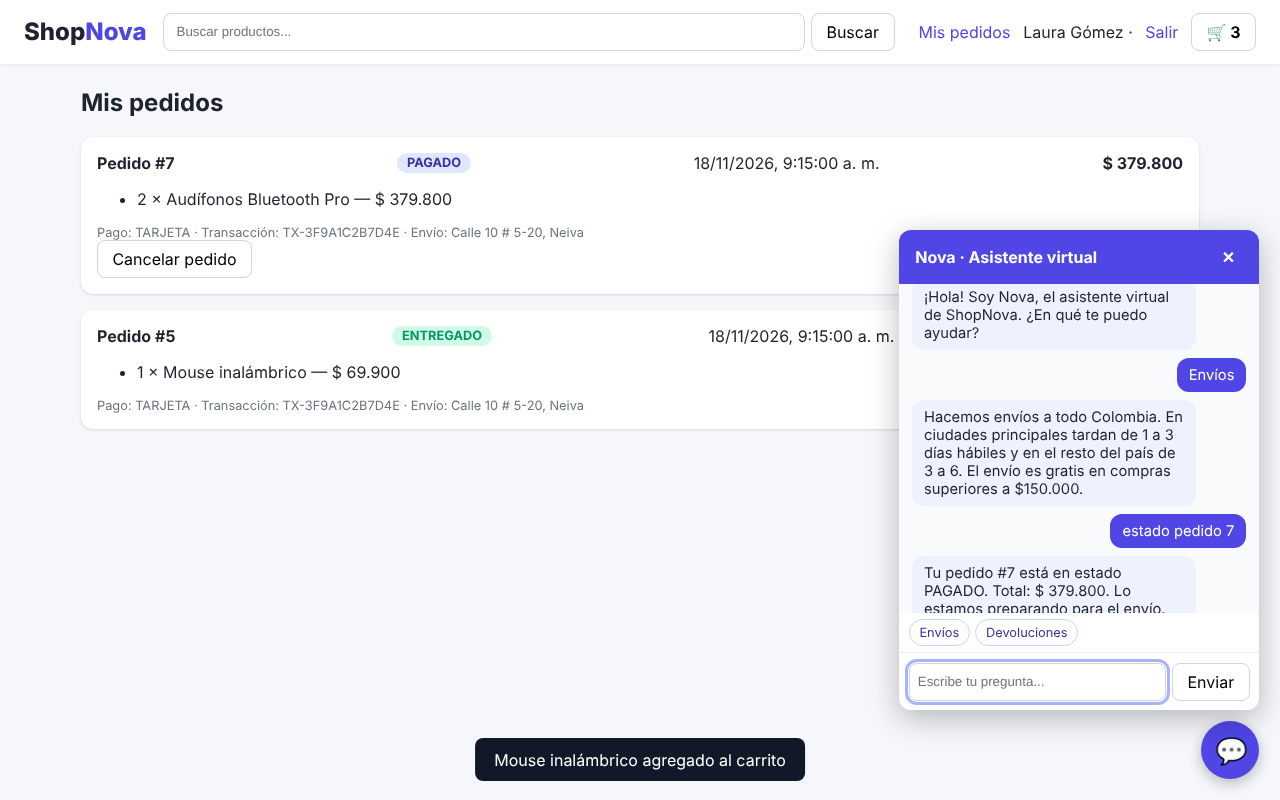 ShopNova
Buscar productos...
Buscar
Mis pedidos
Laura Gómez ·
Salir
🛒 3
Mis pedidos
Pedido #7
PAGADO
18/11/2026, 9:15:00 a. m.
$ 379.800
• 2 × Audífonos Bluetooth Pro — $ 379.800
Pago: TARJETA · Transacción: TX-3F9A1C2B7D4E · Envío: Calle 10 # 5-20, Neiva
Cancelar pedido
Pedido #5
ENTREGADO
18/11/2026, 9:15:00 a. m.
• 1 × Mouse inalámbrico — $ 69.900
Pago: TARJETA · Transacción: TX-3F9A1C2B7D4E · Envío: Calle 10 # 5-20, Neiva
Nova · Asistente virtual
✕
¡Hola! Soy Nova, el asistente virtual
de ShopNova. ¿En qué te puedo
ayudar?
Envíos
Hacemos envíos a todo Colombia. En
ciudades principales tardan de 1 a 3
días hábiles y en el resto del país de
3 a 6. El envío es gratis en compras
superiores a $150.000.
estado pedido 7
Tu pedido #7 está en estado
PAGADO. Total: $ 379.800. Lo
estamos preparando para el envío.
Envíos
Devoluciones
Escribe tu pregunta...
Enviar
Mouse inalámbrico agregado al carrito